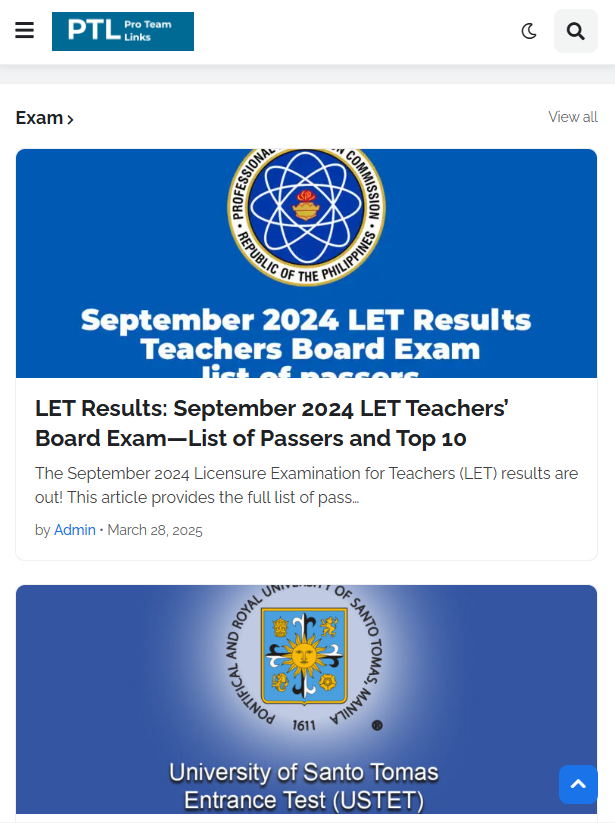 PTL Pro Team
Links
Exam
View all
PROFESSIONAL COMMISSION
REPUBLIC OF THE PHILIPPINES
September 2024 LET Results
Teachers Board Exam
list of passers
LET Results: September 2024 LET Teachers’
Board Exam—List of Passers and Top 10
The September 2024 Licensure Examination for Teachers (LET) results are
out! This article provides the full list of pass…
by Admin • March 28, 2025
PONTIFICAL AND ROYAL UNIVERSITY OF SANTO TOMAS, MANILA
1611 ®
University of Santo Tomas
Entrance Test (USTET)